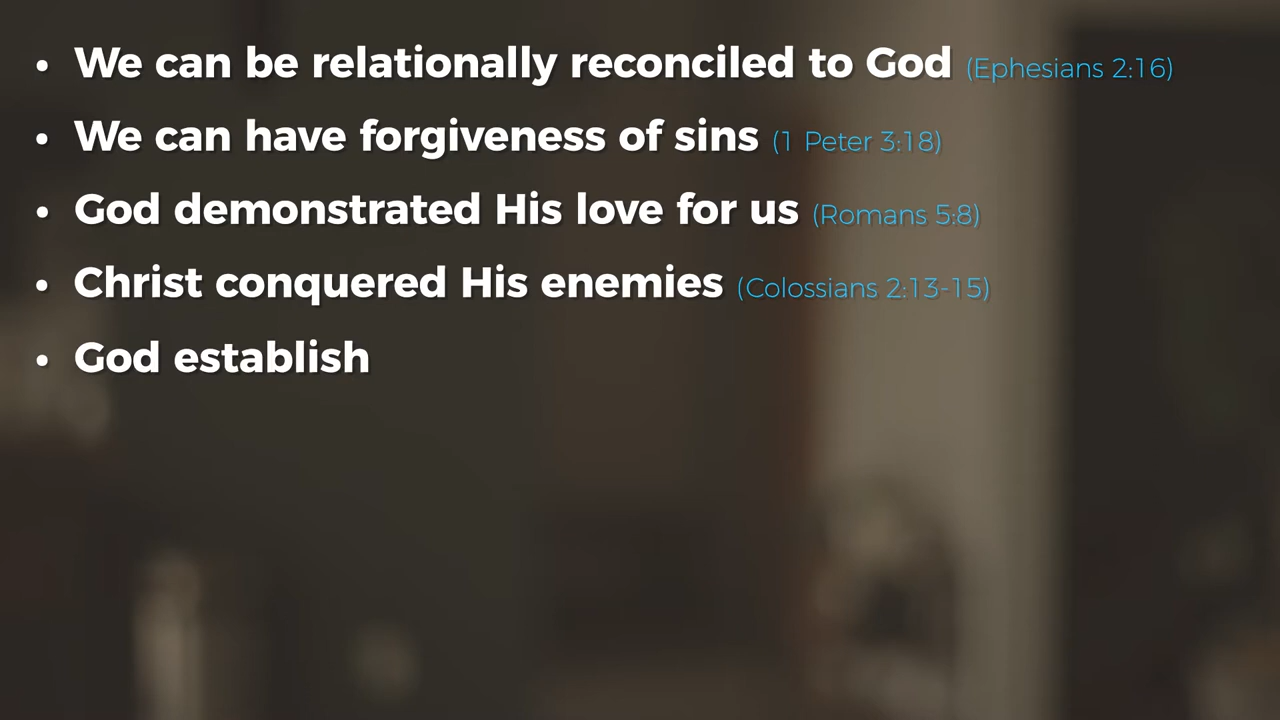 • We can be relationally reconciled to God (Ephesians 2:16)
• We can have forgiveness of sins (1 Peter 3:18)
• God demonstrated His love for us (Romans 5:8)
• Christ conquered His enemies (Colossians 2:13-15)
• God establish